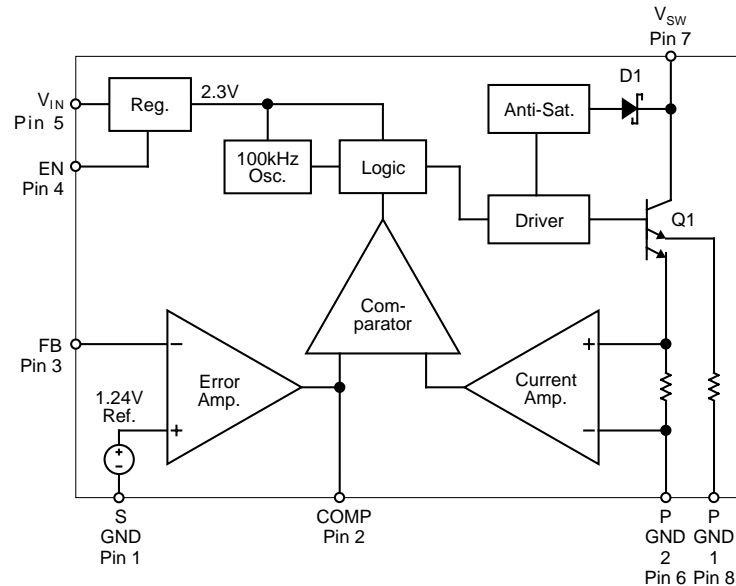 VSW
Pin 7
D1
VIN
Pin 5
Reg.
2.3V
Anti-Sat.
EN
Pin 4
100kHz
Osc.
Logic
Driver
Q1
Com-
parator
FB
Pin 3
−
+
Error
Amp.
Current
Amp.
+
−
1.24V
Ref.
+
−
S
GND
Pin 1
COMP
Pin 2
P
GND
2
Pin 6
P
GND
1
Pin 8